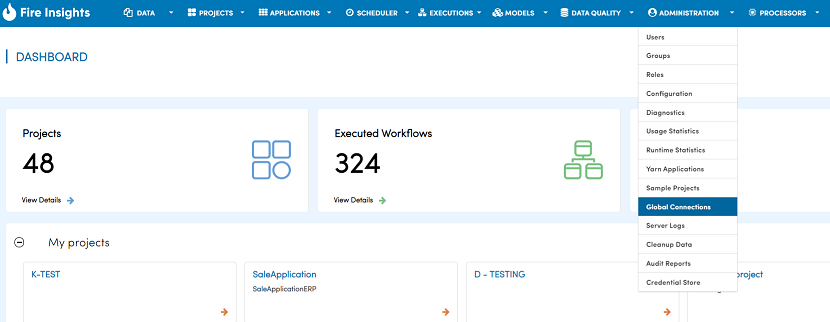 Fire Insights DATA PROJECTS APPLICATIONS SCHEDULER EXECUTIONS MODELS DATA QUALITY ADMINISTRATION PROCESSORS
DASHBOARD
Users
Groups
Roles
Configuration
Diagnostics
Usage Statistics
Runtime Statistics
Yarn Applications
Sample Projects
Global Connections
Server Logs
Cleanup Data
Audit Reports
Credential Store
Projects
48
View Details
Executed Workflows
324
View Details
My projects
K-TEST
SaleApplication
SaleApplicationERP
D - TESTING
project